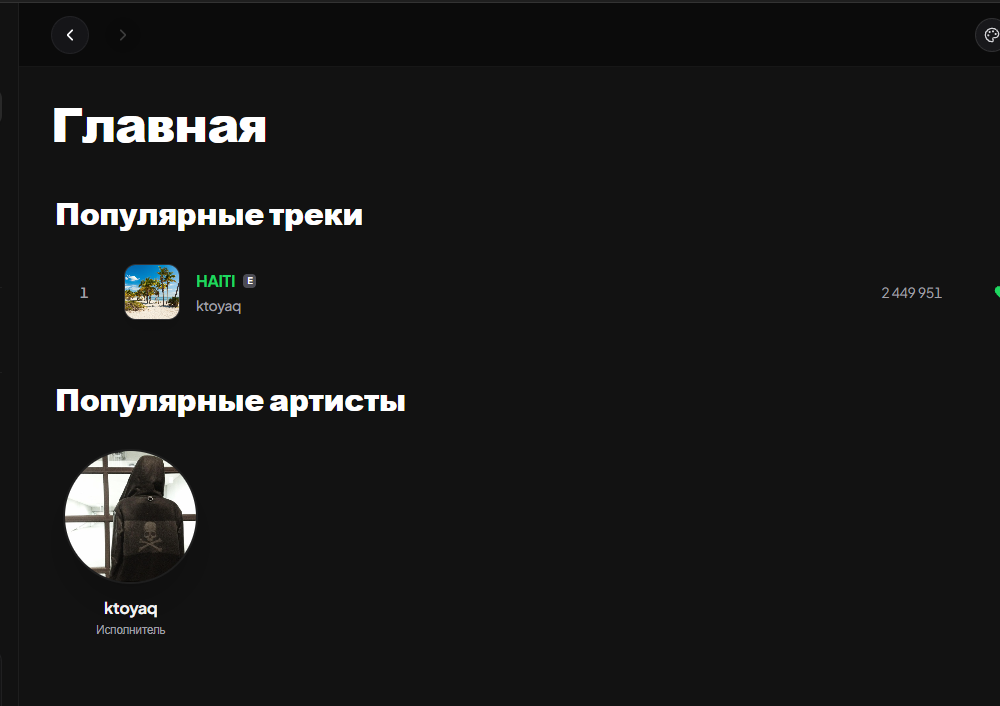 Главная
Популярные треки
1
HAITI E
ktoyaq
2 449 951
Популярные артисты
ktoyaq
Исполнитель